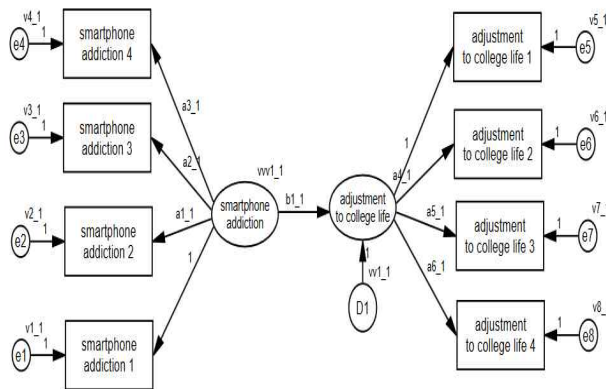 v4_1
e4
1
smartphone
addiction 4
v3_1
e3
1
smartphone
addiction 3
v2_1
e2
1
smartphone
addiction 2
v1_1
e1
1
smartphone
addiction 1
a3_1
a2_1
a1_1
1
vvv1_1
smartphone
addiction
b1_1
adjustment
to college life
1
vv1_1
D1
1
a4_1
a5_1
a6_1
adjustment
to college life 1
1
v5_1
e5
adjustment
to college life 2
1
v6_1
e6
adjustment
to college life 3
1
v7_1
e7
adjustment
to college life 4
1
v8_
e8